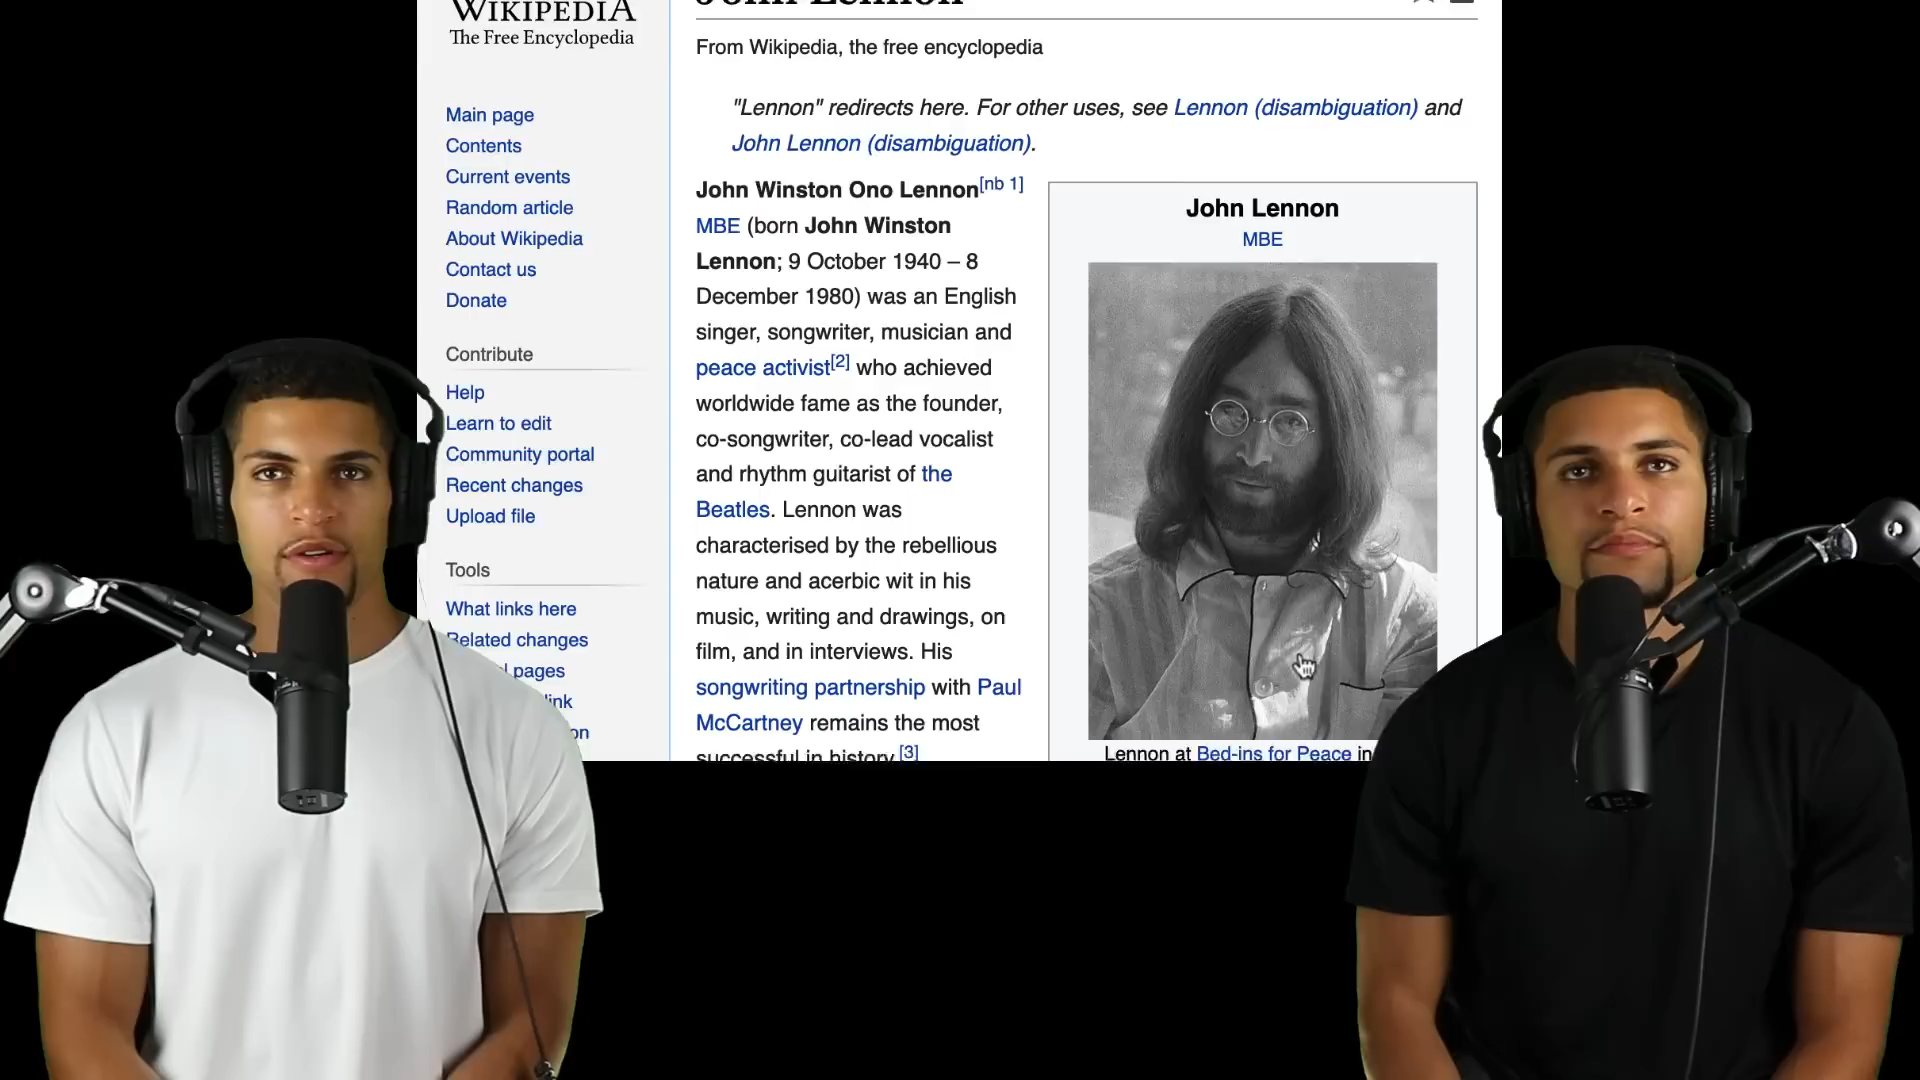 WIKIPEDIA
The Free Encyclopedia
Main page
Contents
Current events
Random article
About Wikipedia
Contact us
Donate
Contribute
Help
Learn to edit
Community portal
Recent changes
Upload file
Tools
What links here
Related changes
pages
link
John Lennon
From Wikipedia, the free encyclopedia
"Lennon" redirects here. For other uses, see Lennon (disambiguation) and
John Lennon (disambiguation).
John Winston Ono Lennon[nb 1]
MBE (born John Winston
Lennon; 9 October 1940 – 8
December 1980) was an English
singer, songwriter, musician and
peace activist[2] who achieved
worldwide fame as the founder,
co-songwriter, co-lead vocalist
and rhythm guitarist of the
Beatles. Lennon was
characterised by the rebellious
nature and acerbic wit in his
music, writing and drawings, on
film, and in interviews. His
songwriting partnership with Paul
McCartney remains the most
successful in history.[3]
John Lennon
MBE
Lennon at Bed-ins for Peace in